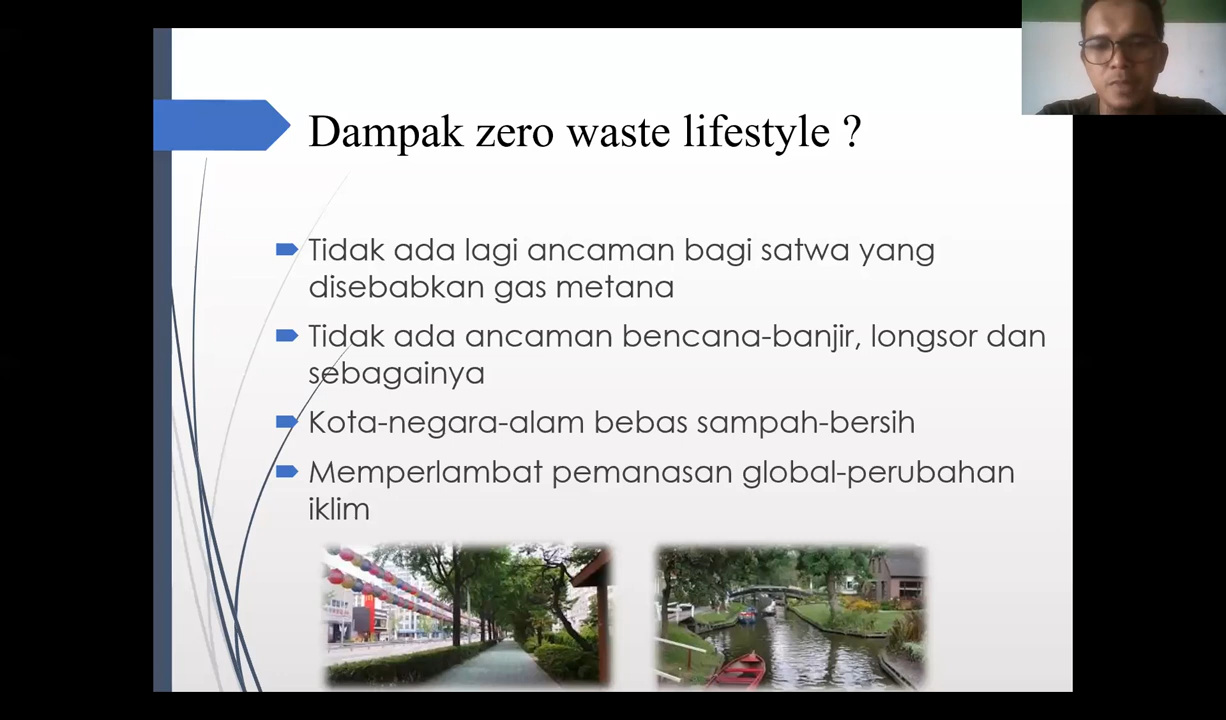 Dampak zero waste lifestyle ?
Tidak ada lagi ancaman bagi satwa yang
disebabkan gas metana
Tidak ada ancaman bencana-banjir, longsor dan
sebagainya
Kota-negara-alam bebas sampah-bersih
Memperlambat pemanasan global-perubahan
iklim